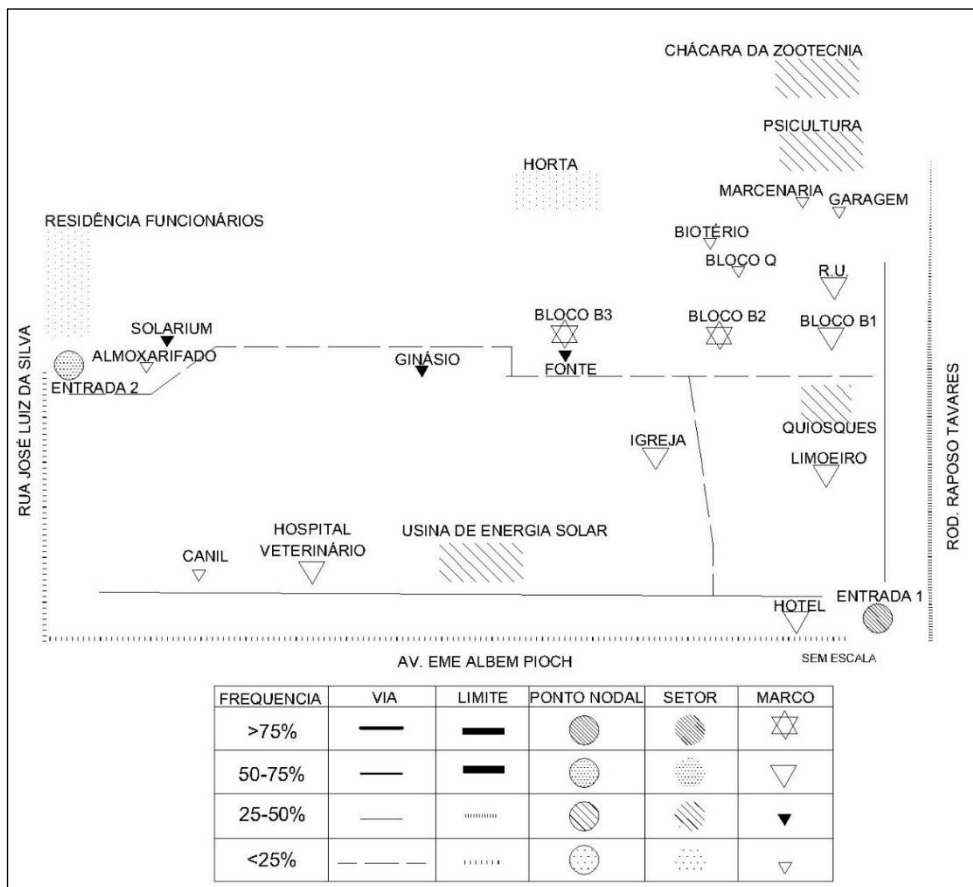 CHÁCARA DA ZOOTECNIA
PSICULTURA
HORTA
MARCENARIA
GARAGEM
RESIDÊNCIA FUNCIONÁRIOS
BIOTÉRIO
BLOCO Q
R.U.
SOLARIUM
BLOCO B3
BLOCO B2
BLOCO B1
ALMOXARIFADO
GINÁSIO
FONTE
ENTRADA 2
RUA JOSÉ LUIZ DA SILVA
QUIOSQUES
IGREJA
LIMOEIRO
ROD. RAPOSO TAVARES
HOSPITAL
VETERINÁRIO
USINA DE ENERGIA SOLAR
CANIL
HOTEL
ENTRADA 1
AV. EME ALBEM PIOCH
SEM ESCALA
FREQUENCIA VIA LIMITE PONTO NODAL SETOR MARCO
>75%
50-75%
25-50%
<25%